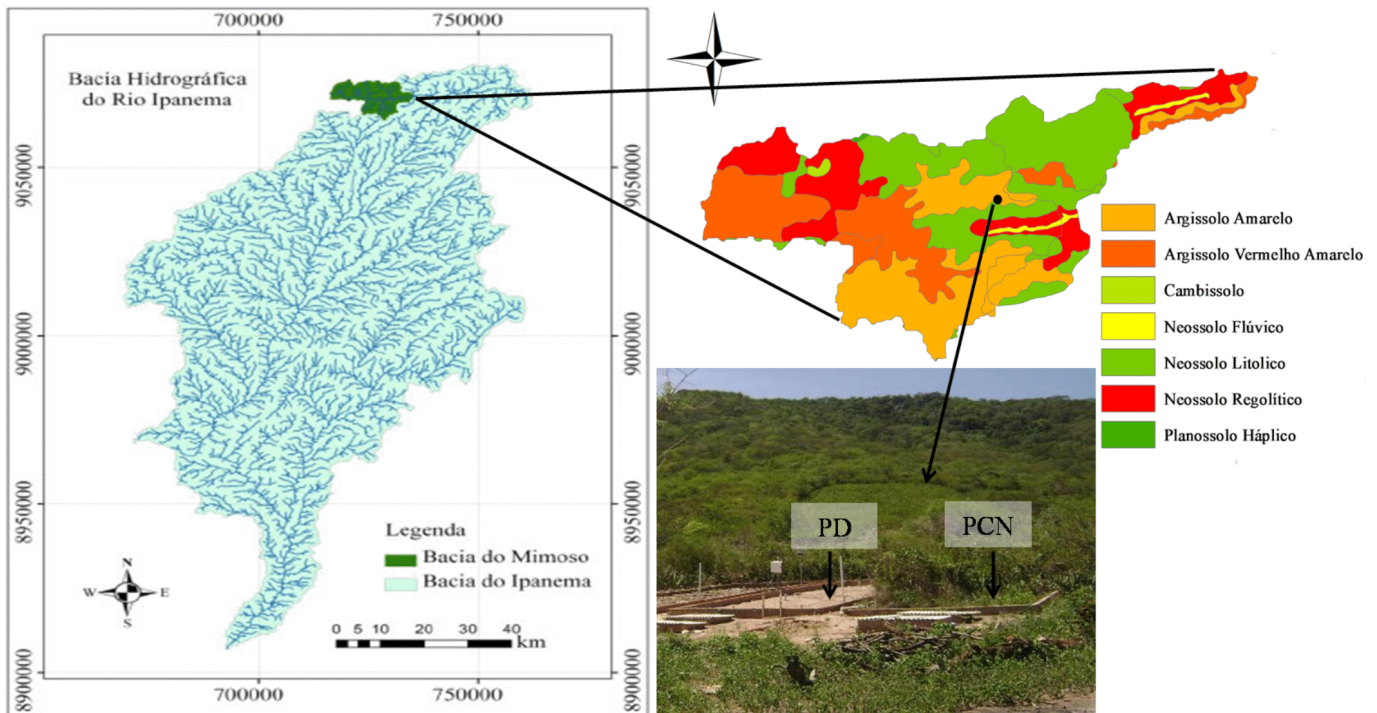 700000
750000
Bacia Hidrográfica
do Rio Ipanema
9050000
9000000
8950000
8900000
9050000
9000000
8950000
8900000
Legenda
Bacia do Mimoso
Bacia do Ipanema
N
W
E
S
0 5 10 20 30 40
km
700000
750000
Argissolo Amarelo
Argissolo Vermelho Amarelo
Cambissolo
Neossolo Flúvico
Neossolo Litolico
Neossolo Regolítico
Planossolo Háplico
PD
PCN